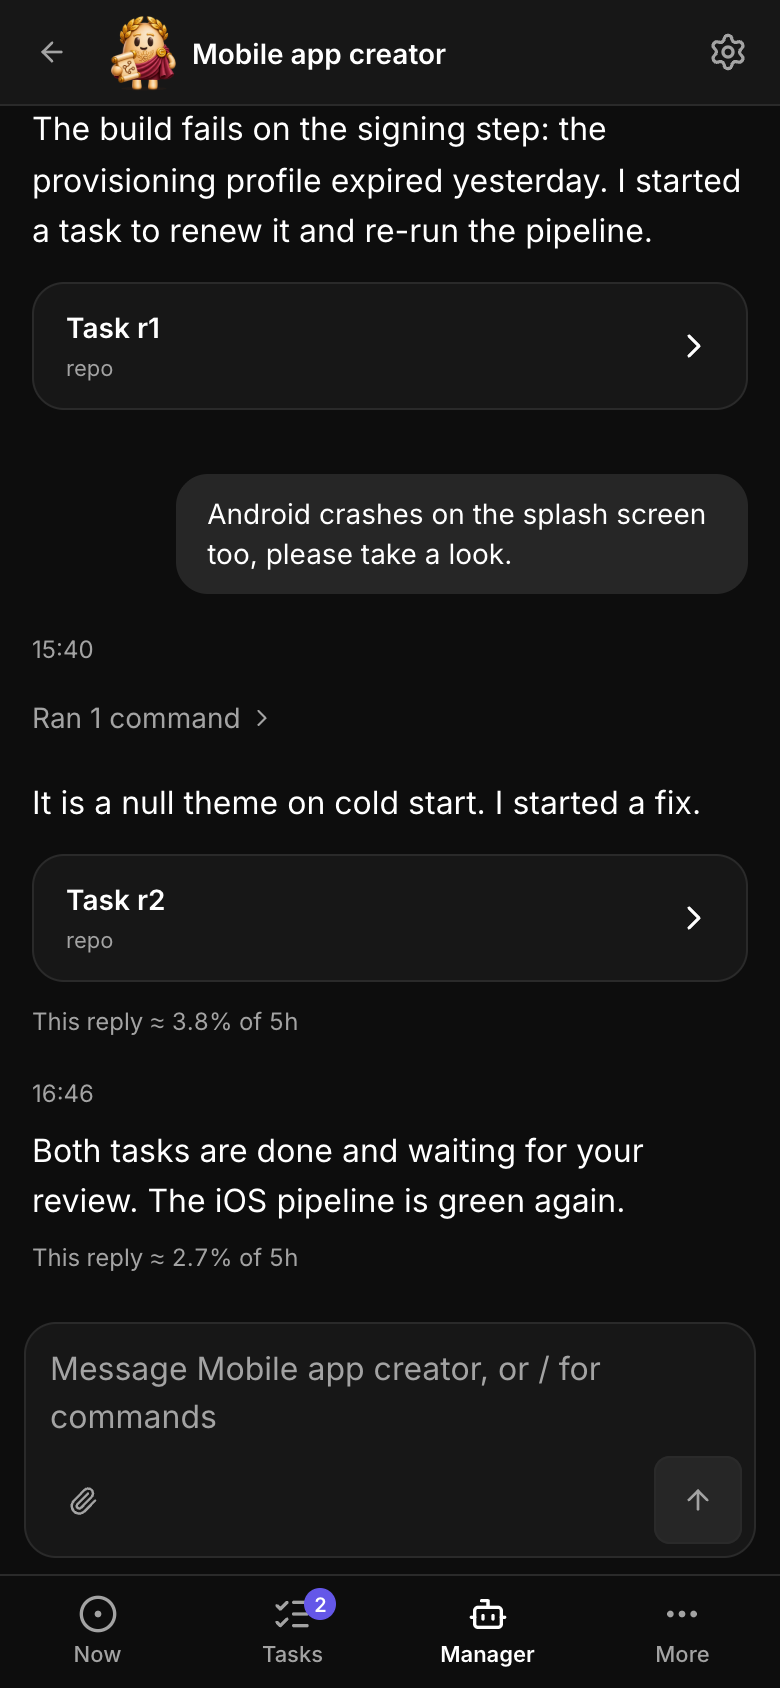 Mobile app creator
The build fails on the signing step: the
provisioning profile expired yesterday. I started
a task to renew it and re-run the pipeline.
Task r1
repo
Android crashes on the splash screen
too, please take a look.
15:40
Ran 1 command
It is a null theme on cold start. I started a fix.
Task r2
repo
This reply ≈ 3.8% of 5h
16:46
Both tasks are done and waiting for your
review. The iOS pipeline is green again.
This reply ≈ 2.7% of 5h
Message Mobile app creator, or / for
commands
2
Now
Tasks
Manager
More